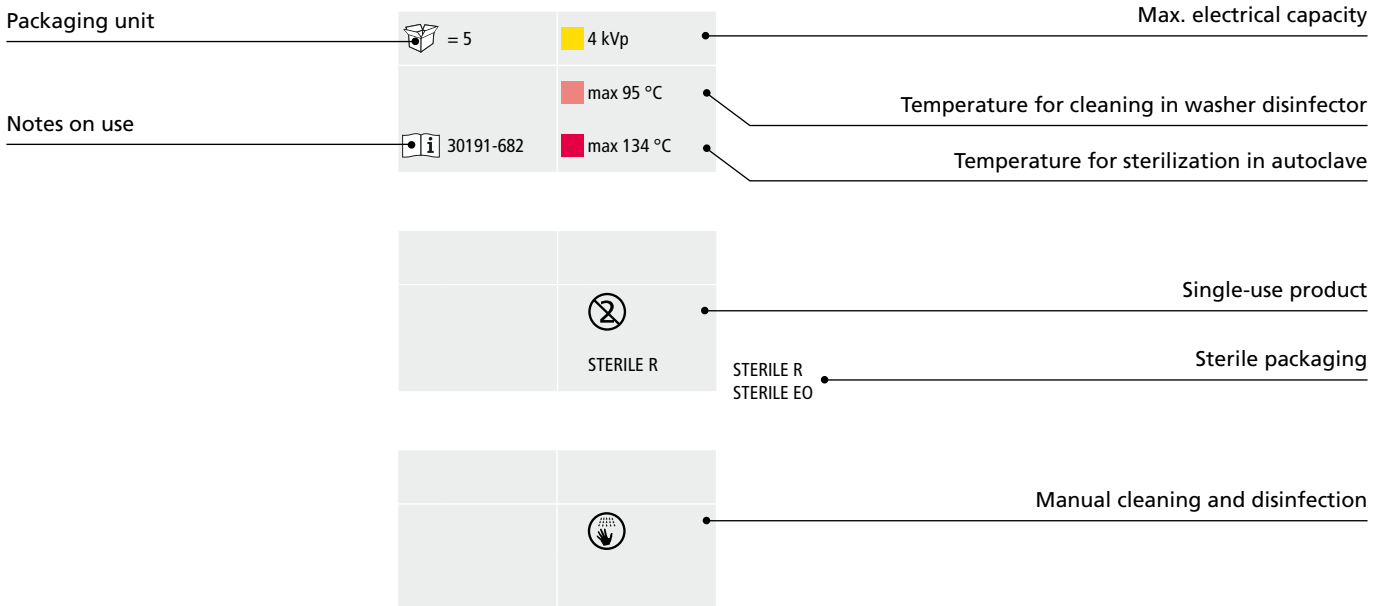 Packaging unit
= 5
4 kVp
Max. electrical capacity
max 95 °C
Temperature for cleaning in washer disinfector
Notes on use
i 30191-682
max 134 °C
Temperature for sterilization in autoclave
2
Single-use product
STERILE R
STERILE R
STERILE EO
Sterile packaging
Manual cleaning and disinfection